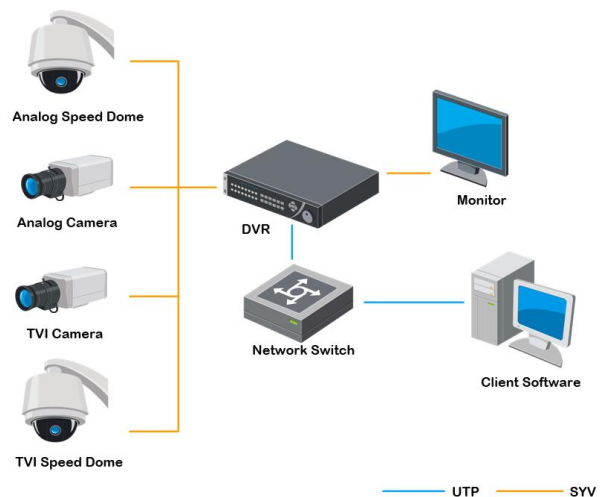 Analog Speed Dome
Analog Camera
TVI Camera
TVI Speed Dome
DVR
Monitor
Network Switch
Client Software
UTP
SYV